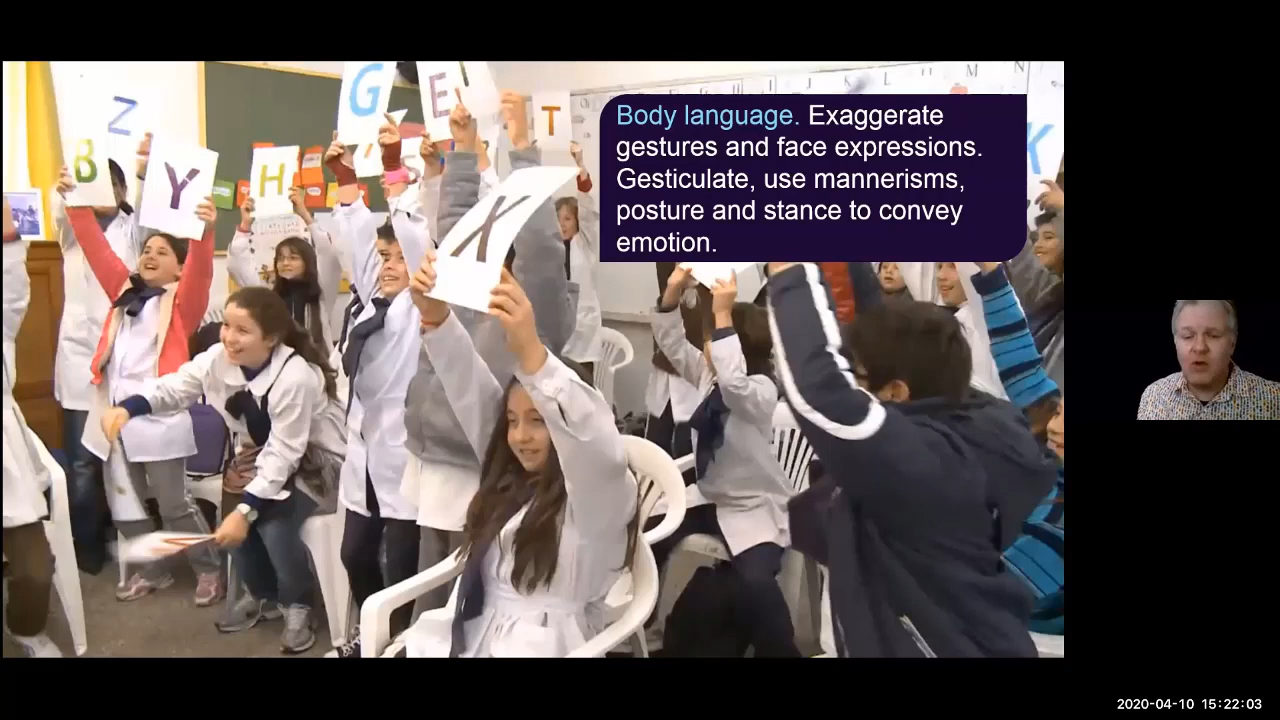 Z
G
E
T
B
Y
H
X
K
J K L M N
Body language. Exaggerate
gestures and face expressions.
Gesticulate, use mannerisms,
posture and stance to convey
emotion.
2020-04-10 15:22:03